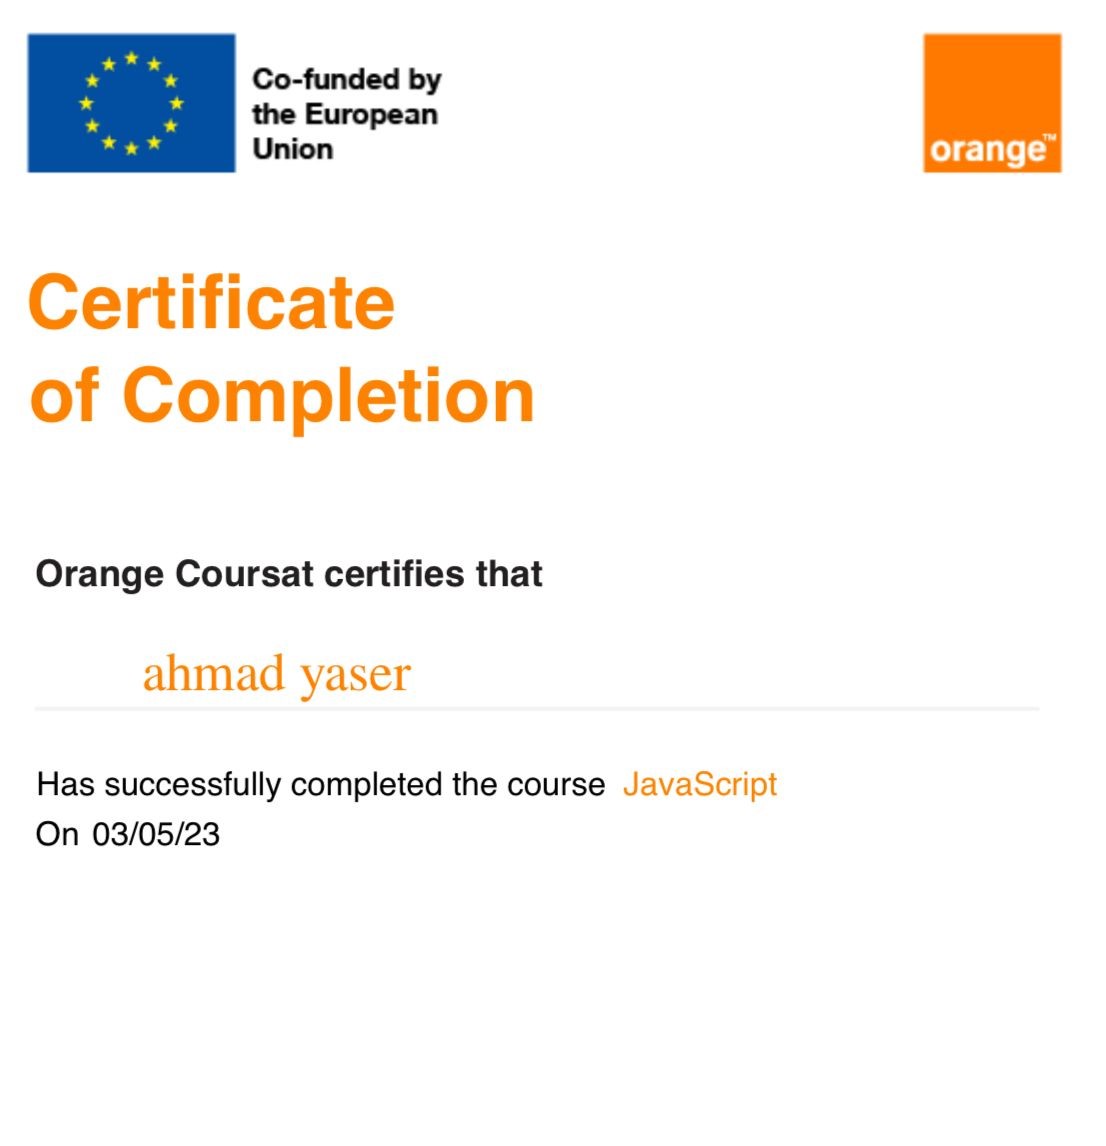 Co-funded by
the European
Union
orange™
Certificate
of Completion
Orange Coursat certifies that
ahmad yaser
Has successfully completed the course JavaScript
On 03/05/23